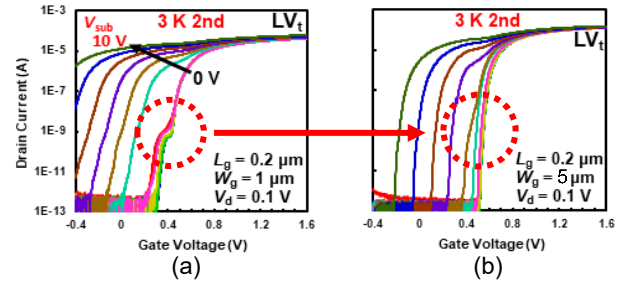 3 K 2nd
LVt
Vsub
10 V
0 V
Lg = 0.2 µm
Wg = 1 µm
Vd = 0.1 V
Drain Current (A)
1E-3
1E-5
1E-7
1E-9
1E-11
1E-13
-0.4 0 0.4 0.8 1.2 1.6
Gate Voltage (V)
(a)
3 K 2nd
LVt
Lg = 0.2 µm
Wg = 5 µm
Vd = 0.1 V
-0.4 0 0.4 0.8 1.2 1.6
Gate Voltage (V)
(b)